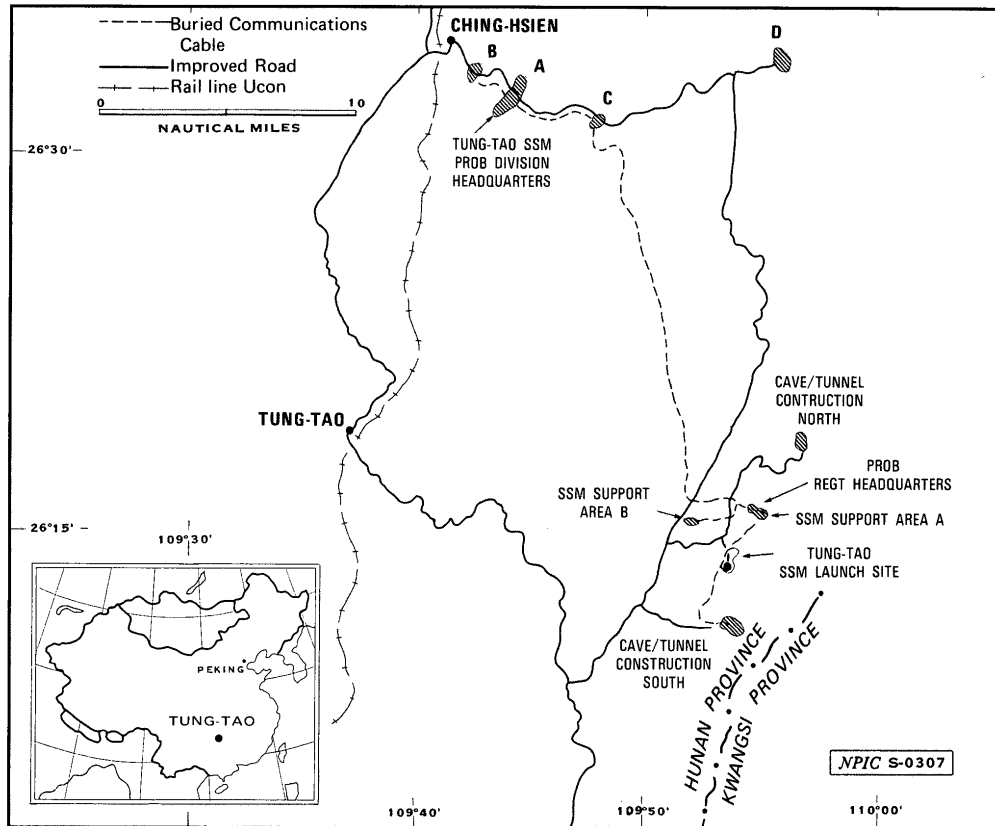 Buried Communications
Cable
Improved Road
Rail line Ucon
0 10
NAUTICAL MILES
CHING-HSIEN
B
A
C
D
TUNG-TAO SSM
PROB DIVISION
HEADQUARTERS
26°30'
TUNG-TAO
CAVE/TUNNEL
CONTRUCTION
NORTH
PROB
REGT HEADQUARTERS
SSM SUPPORT
AREA B
SSM SUPPORT AREA A
26°15'
109°30'
TUNG-TAO
SSM LAUNCH SITE
CAVE/TUNNEL
CONSTRUCTION
SOUTH
HUNAN PROVINCE
KWANGSI PROVINCE
PEKING
TUNG-TAO
NPIC S-0307
109°40'
109°50'
110°00'